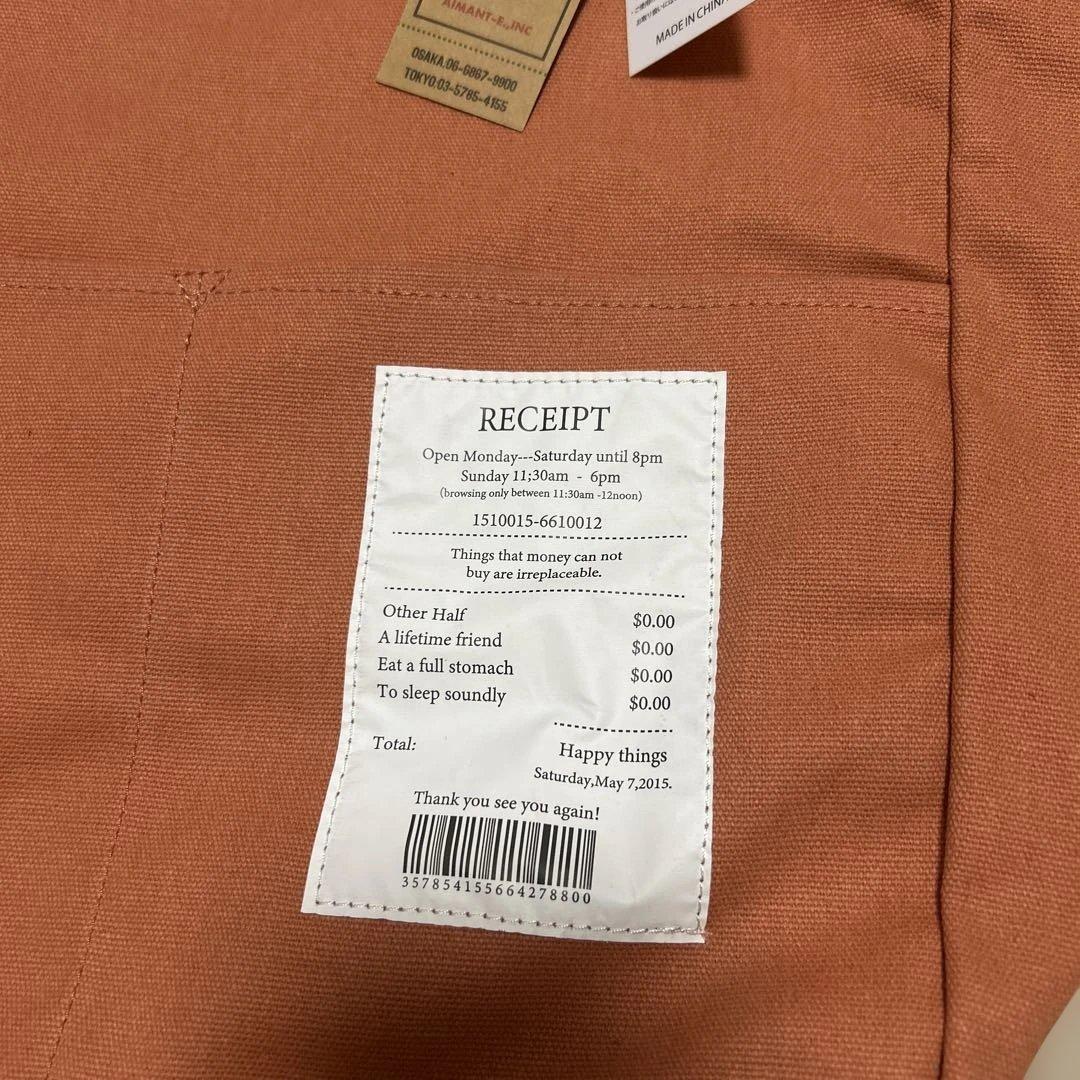 AIMANT-E.,INC
OSAKA.06-6867-9900
TOKYO.03-5785-4155
MADE IN CHINA
RECEIPT
Open Monday---Saturday until 8pm
Sunday 11;30am - 6pm
(browsing only between 11:30am -12noon)
1510015-6610012
Things that money can not
buy are irreplaceable.
Other Half $0.00
A lifetime friend $0.00
Eat a full stomach $0.00
To sleep soundly $0.00
Total: Happy things
Saturday,May 7,2015.
Thank you see you again!
357854155664278800